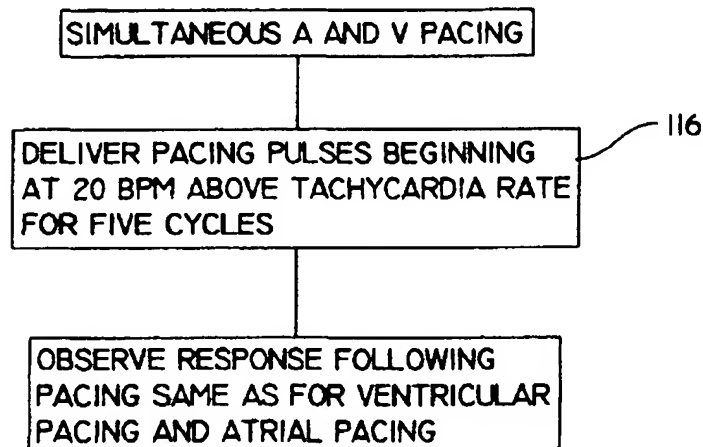 SIMULTANEOUS A AND V PACING
116
DELIVER PACING PULSES BEGINNING
AT 20 BPM ABOVE TACHYCARDIA RATE
FOR FIVE CYCLES
OBSERVE RESPONSE FOLLOWING
PACING SAME AS FOR VENTRICULAR
PACING AND ATRIAL PACING